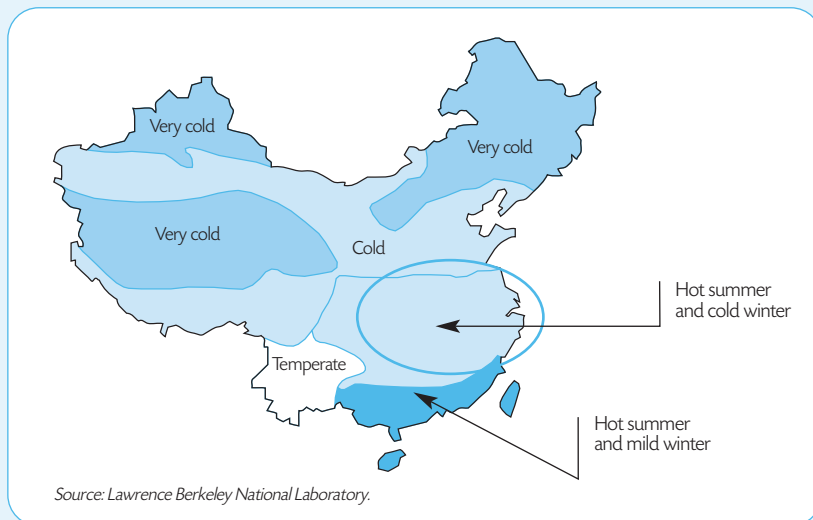 Very cold
Very cold
Very cold
Cold
Hot summer
and cold winter
Temperate
Hot summer
and mild winter
Source: Lawrence Berkeley National Laboratory.